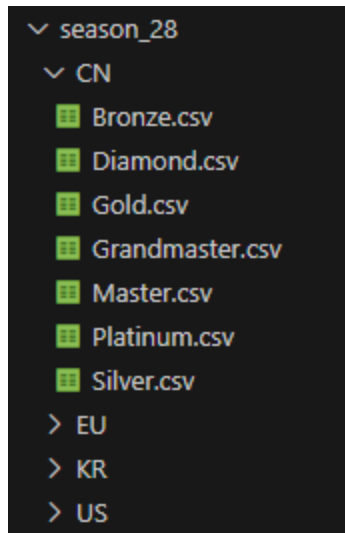 season_28
CN
Bronze.csv
Diamond.csv
Gold.csv
Grandmaster.csv
Master.csv
Platinum.csv
Silver.csv
EU
KR
US